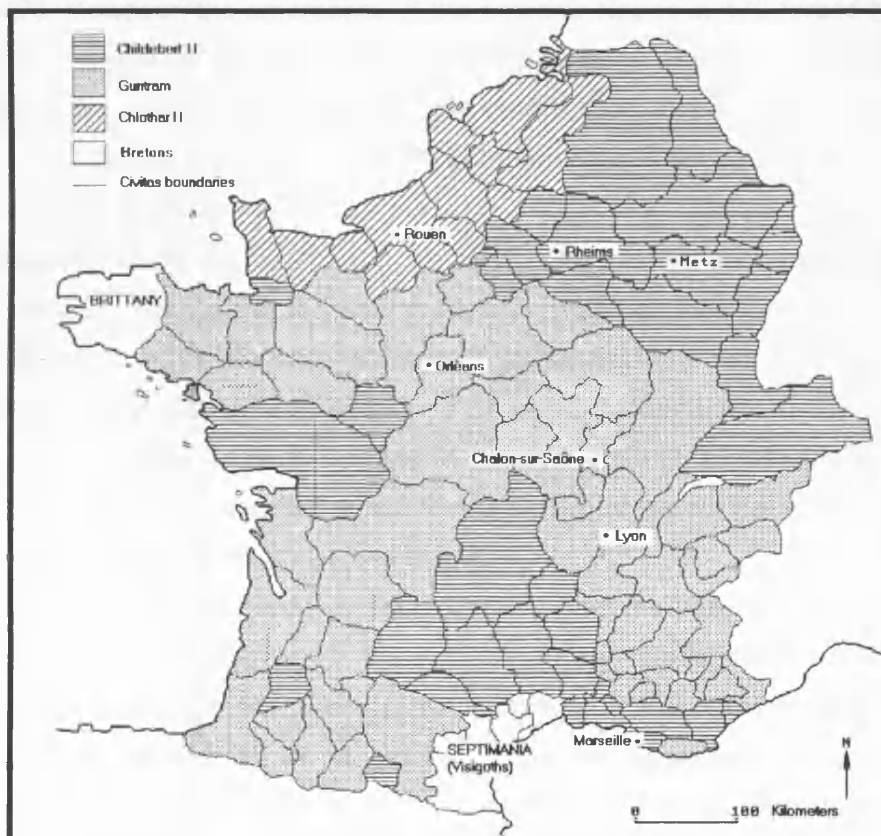 Childebert II
Guntram
Chlothar II
Bretons
Civitas boundaries
Rouen
Rheims
Metz
BRITTANY
Orléans
Chalon-sur-Saône
Lyon
SEPTIMANIA
(Visigoths)
Marseille
N
0 100 Kilometers